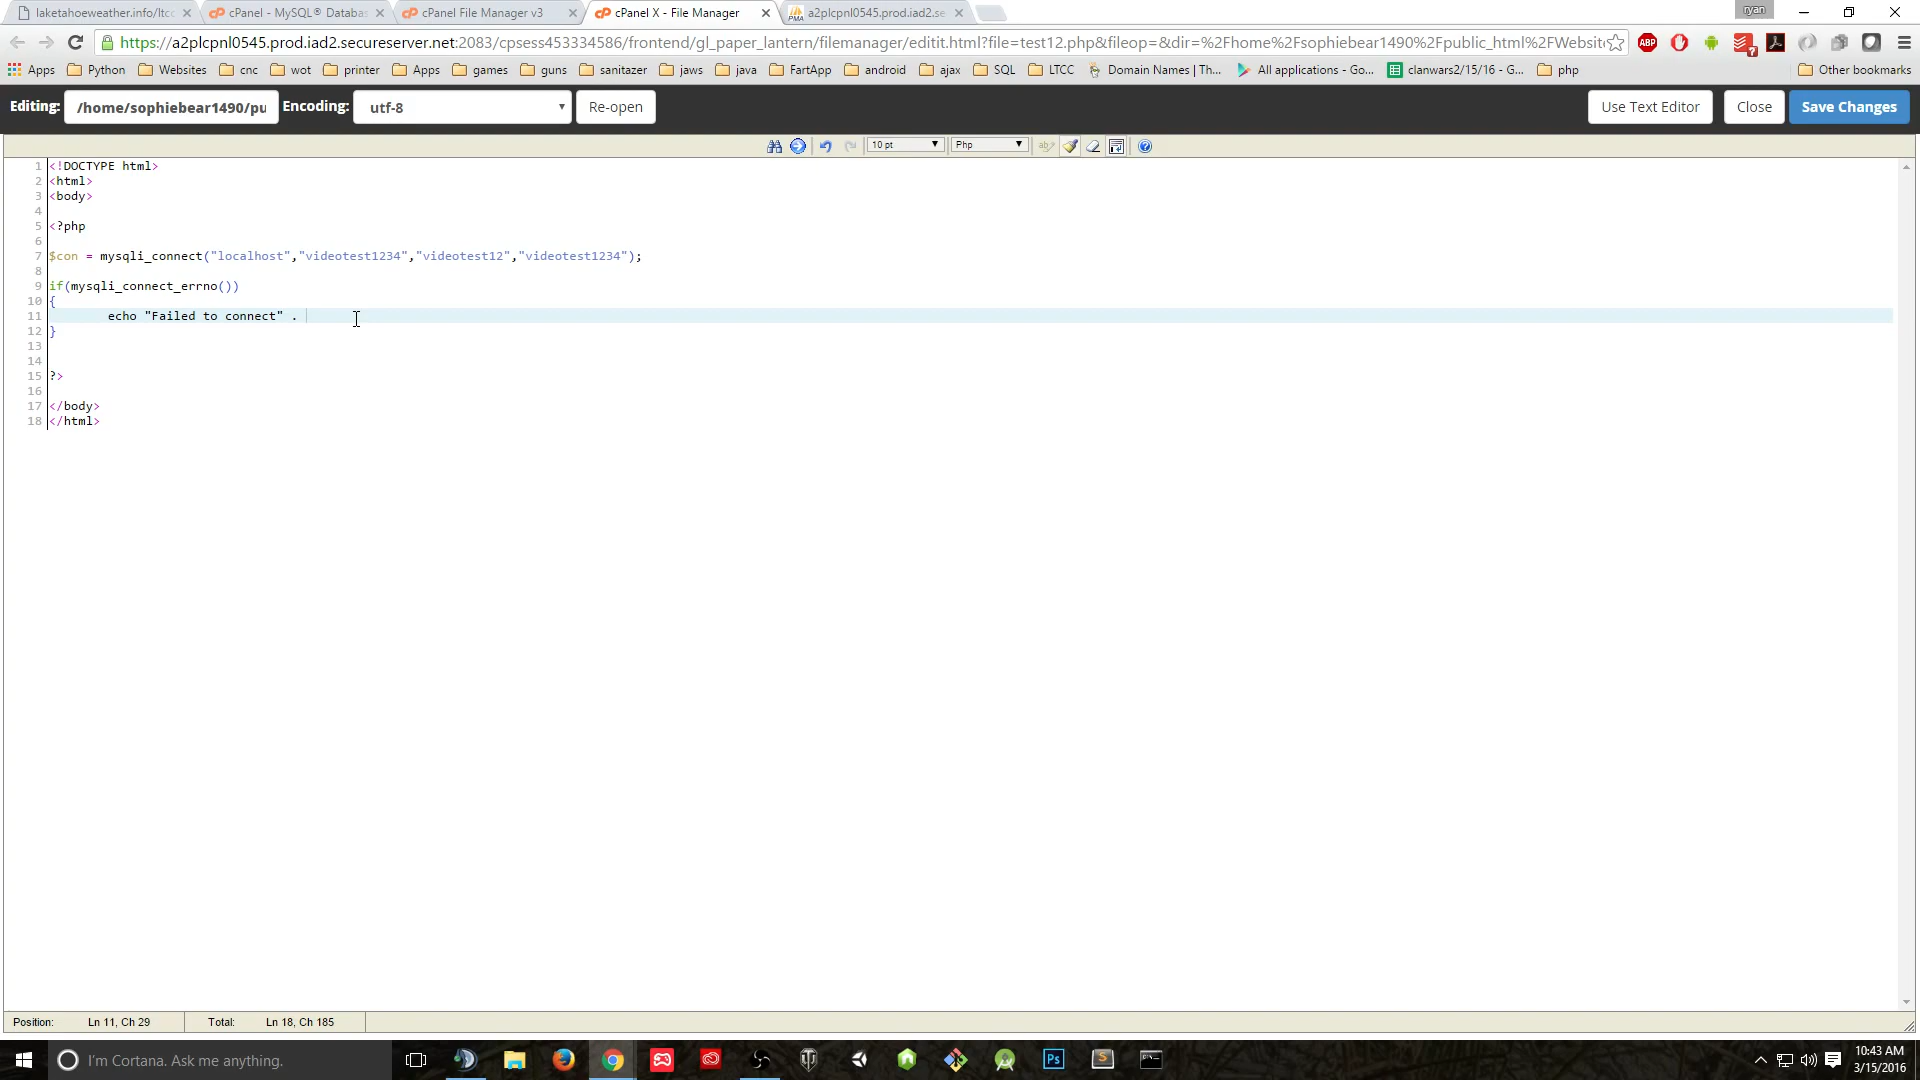 laketahoeweather.info/ltcc
cPanel - MySQL® Databas
cPanel File Manager v3
cPanel X - File Manager
a2plcpnl0545.prod.iad2.se
ryan
https://a2plcpnl0545.prod.iad2.secureserver.net:2083/cpsess453334586/frontend/gl_paper_lantern/filemanager/editit.html?file=test12.php&fileop=&dir=%2Fhome%2Fsophiebear1490%2Fpublic_html%2FWebsit
Apps Python Websites cnc wot printer Apps games guns sanitazer jaws java FartApp android ajax SQL LTCC Domain Names | Th... All applications - Go... clanwars2/15/16 - G... php Other bookmarks
Editing: /home/sophiebear1490/pu Encoding: utf-8 Re-open Use Text Editor Close Save Changes
10 pt Php
1 <!DOCTYPE html>
2 <html>
3 <body>
4
5 <?php
6
7 $con = mysqli_connect("localhost","videotest1234","videotest12","videotest1234");
8
9 if(mysqli_connect_errno())
10 {
11 echo "Failed to connect" .
12 }
13
14
15 ?>
16
17 </body>
18 </html>
Position: Ln 11, Ch 29 Total: Ln 18, Ch 185
I'm Cortana. Ask me anything.
10:43 AM
3/15/2016